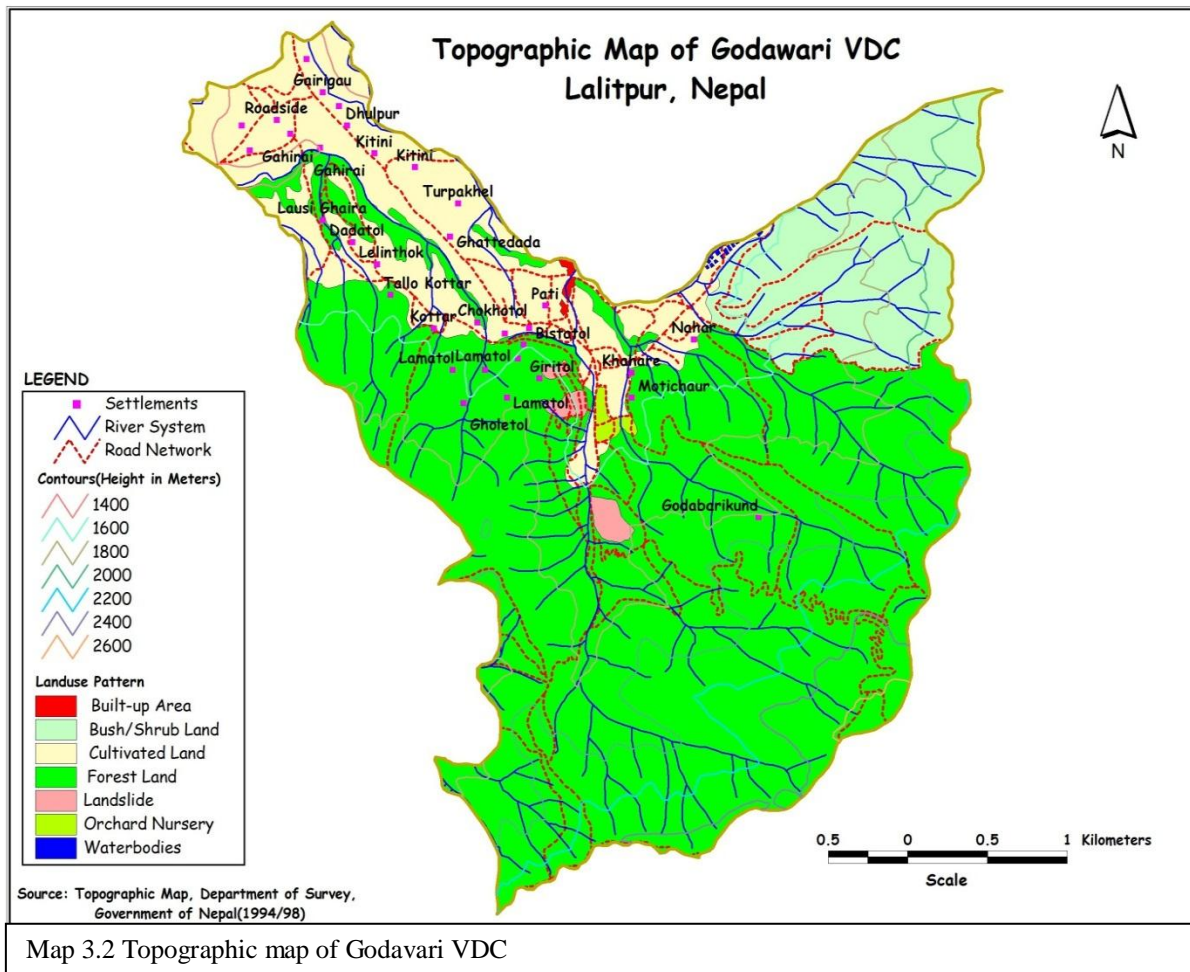 Topographic Map of Godawari VDC
Lalitpur, Nepal
N
Gairigau
Roadside
Dhulpur
Kitini
Kitini
Gahirai
Gahirai
Turpakhel
Lausi Ghaira
Dadatol
Ghattedada
Lelinthok
Tallo Kottar
Pati
Chokhotol
Kottar
Bistatol
Nahar
Lamatol
Lamatol
Khahare
Giritol
Motichaur
Lamatol
Gholetol
Godabarikund
LEGEND
Settlements
River System
Road Network
Contours(Height in Meters)
1400
1600
1800
2000
2200
2400
2600
Landuse Pattern
Built-up Area
Bush/Shrub Land
Cultivated Land
Forest Land
Landslide
Orchard Nursery
Waterbodies
0.5 0 0.5 1 Kilometers
Scale
Source: Topographic Map, Department of Survey,
Government of Nepal(1994/98)
Map 3.2 Topographic map of Godavari VDC